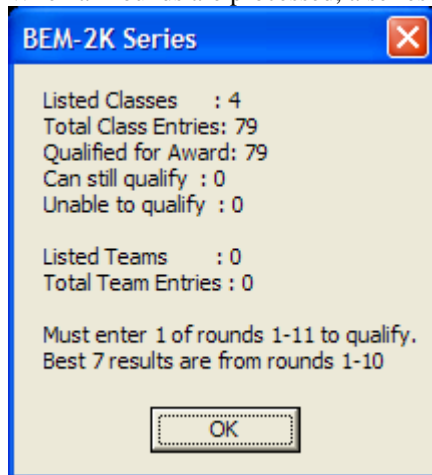 BEM-2K Series
Listed Classes : 4
Total Class Entries: 79
Qualified for Award: 79
Can still qualify : 0
Unable to qualify : 0
Listed Teams : 0
Total Team Entries : 0
Must enter 1 of rounds 1-11 to qualify.
Best 7 results are from rounds 1-10
OK